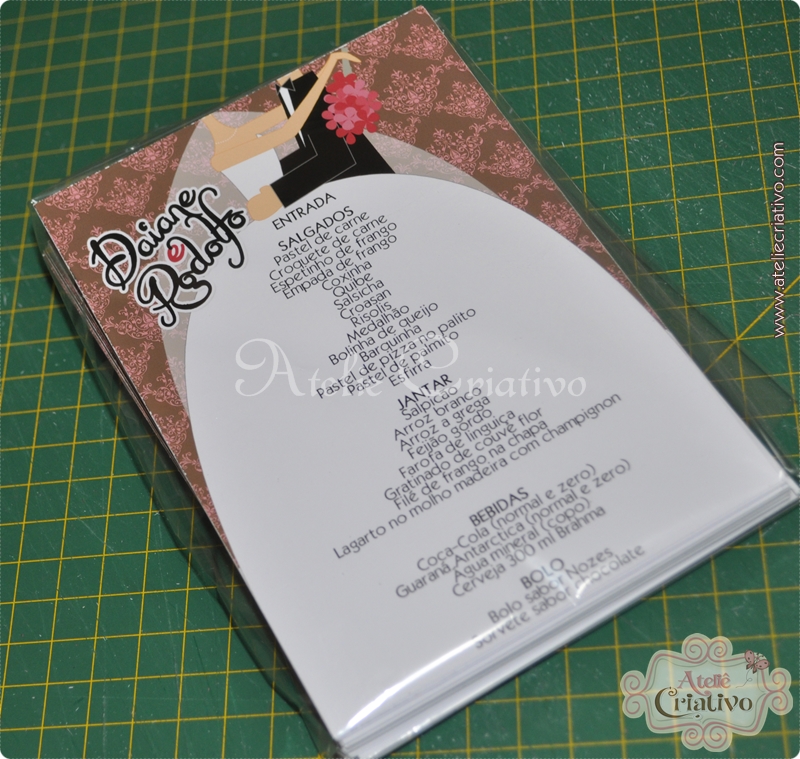 Daiane
e
Rodolfo
ENTRADA
SALGADOS
Pastel de carne
Croquete de carne
Espetinho de frango
Empada de frango
Coxinha
Quibe
Salsicha
Croasan
Risolis
Medalhão
Bolinha de queijo
Barquinha
Pastel de pizza no palito
Pastel de Palmito
Esfirra
JANTAR
Salpicão
Arroz branco
Arroz a grega
Feijão gordo
Farofa de linguiça
Gratinado de couve flor
Filé de frango na chapa
Lagarto no molho madeira com champignon
BEBIDAS
Coca-Cola (normal e zero)
Guaraná Antarctica (normal e zero)
Água mineral (copo)
Cerveja 300 ml Brahma
BOLO
Bolo sabor Nozes
Sorvete sabor chocolate
Ateliê Criativo
www.ateliecriativo.com
Ateliê
Criativo